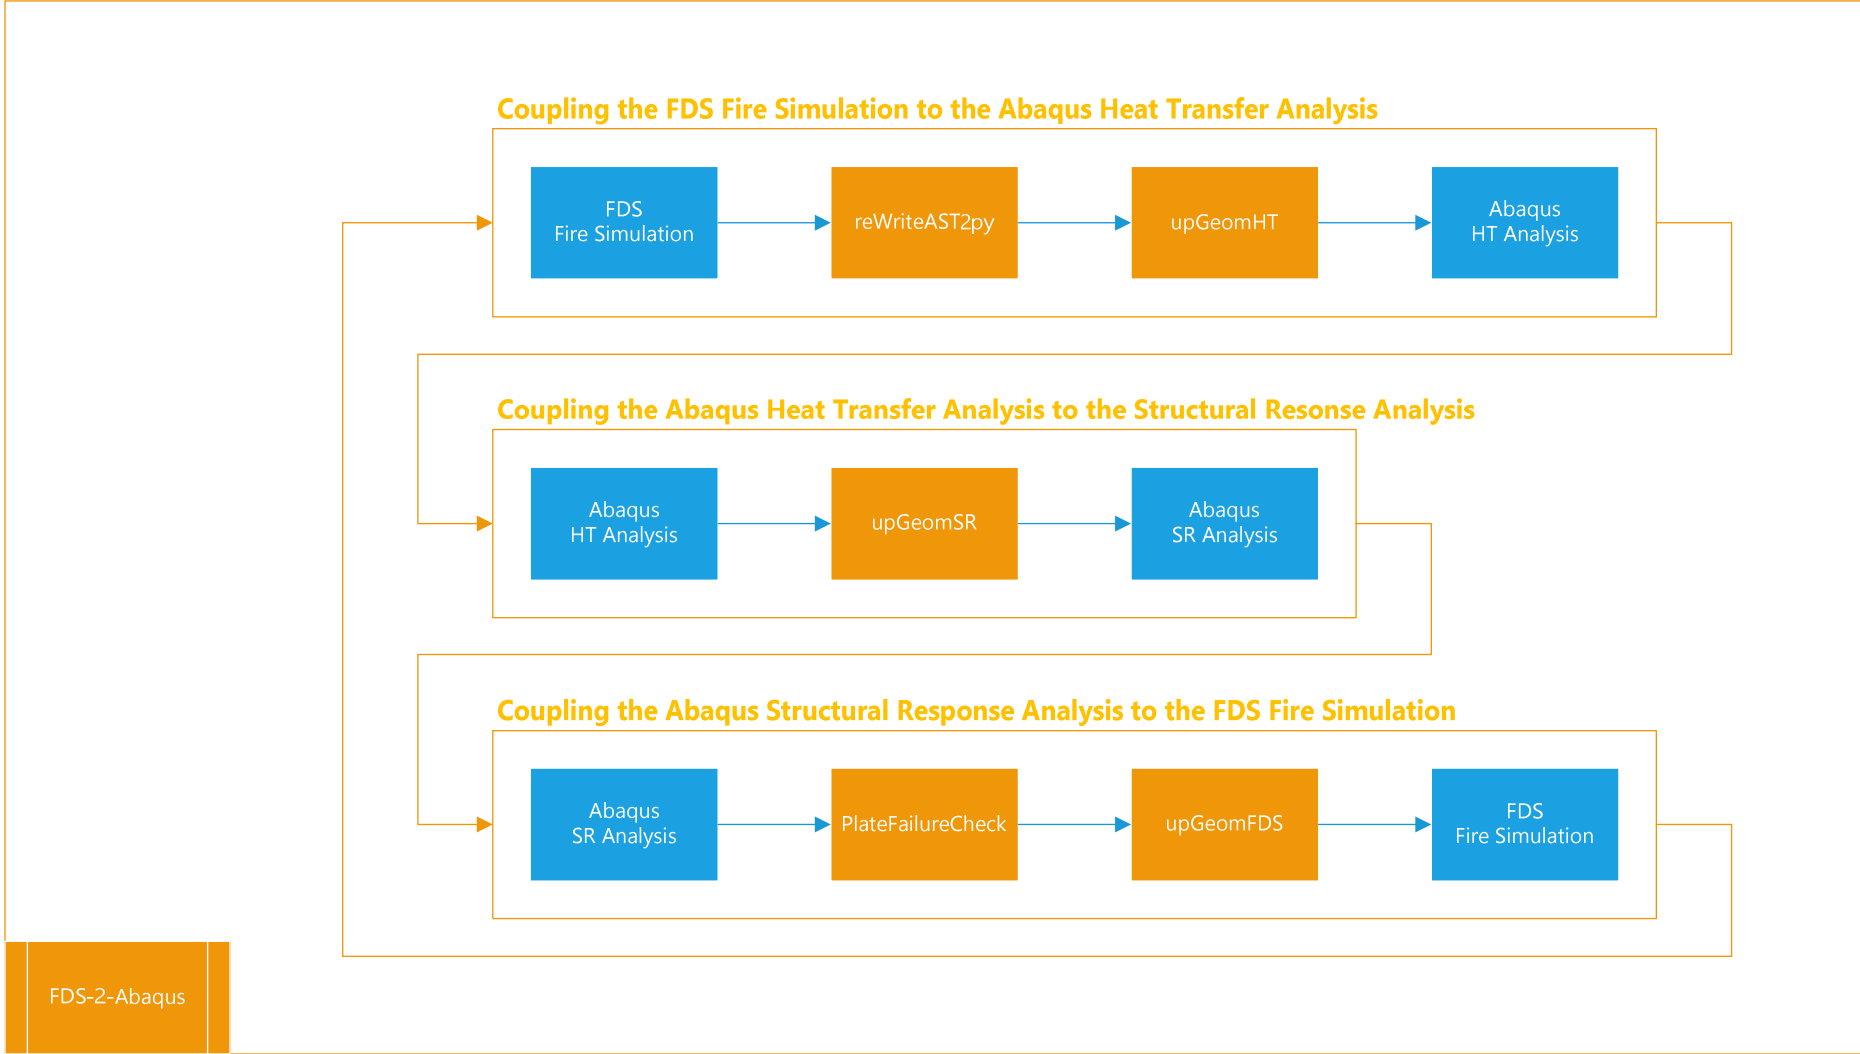 Coupling the FDS Fire Simulation to the Abaqus Heat Transfer Analysis
FDS
Fire Simulation
reWriteAST2py
upGeomHT
Abaqus
HT Analysis
Coupling the Abaqus Heat Transfer Analysis to the Structural Resonse Analysis
Abaqus
HT Analysis
upGeomSR
Abaqus
SR Analysis
Coupling the Abaqus Structural Response Analysis to the FDS Fire Simulation
Abaqus
SR Analysis
PlateFailureCheck
upGeomFDS
FDS
Fire Simulation
FDS-2-Abaqus